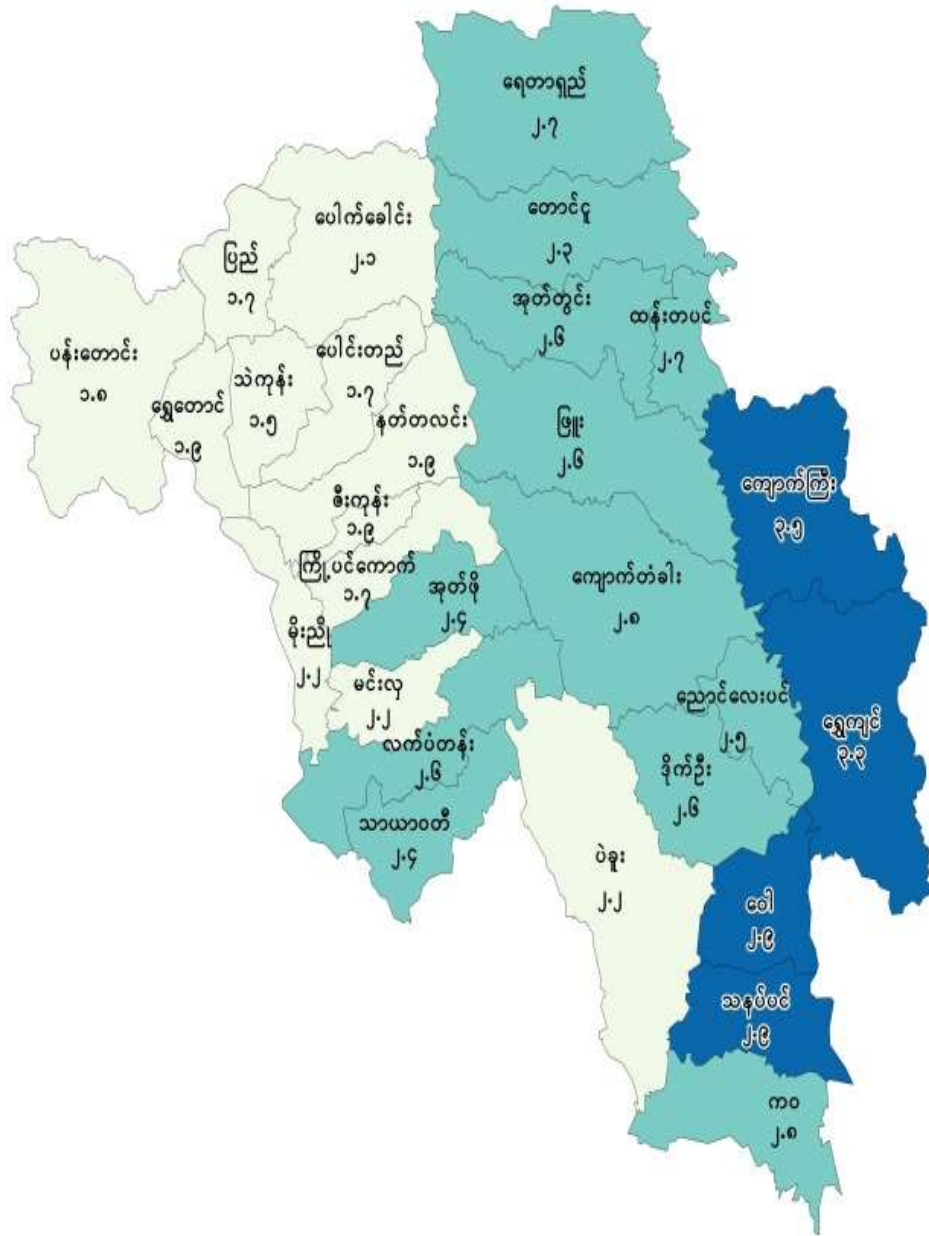 ရေတာရှည်
၂.၇
တောင်ငူ
၂.၃
ပေါက်ခေါင်း
၂.၁
ပြည်
၁.၇
အုတ်တွင်း
၂.၆
ထန်းတပင်
၂.၇
ပန်းတောင်း
၁.၈
ရွှေတောင်
၁.၉
သဲကုန်း
၁.၅
ပေါင်းတည်
၁.၇
နတ်တလင်း
၁.၉
ဖြူး
၂.၆
ကျောက်ကြီး
၃.၅
ဇီးကုန်း
၁.၉
ကြို့ပင်ကောက်
၁.၇
အုတ်ဖို
၂.၄
ကျောက်တံခါး
၂.၈
မိုးညို
၂.၂
မင်းလှ
၂.၂
ညောင်လေးပင်
၂.၅
ရွှေကျင်
၃.၃
လက်ပံတန်း
၂.၆
ဒိုက်ဦး
၂.၆
သာယာဝတီ
၂.၄
ပဲခူး
၂.၂
ဝေါ
၂.၉
သနပ်ပင်
၂.၉
ကဝ
၂.၈